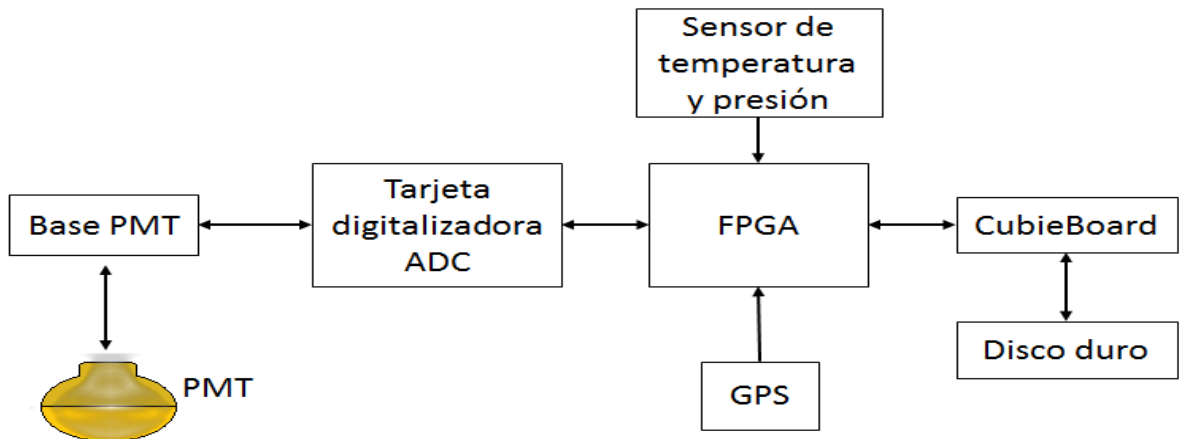 Sensor de
temperatura
y presión
Base PMT
Tarjeta
digitalizadora
ADC
FPGA
CubieBoard
PMT
GPS
Disco duro